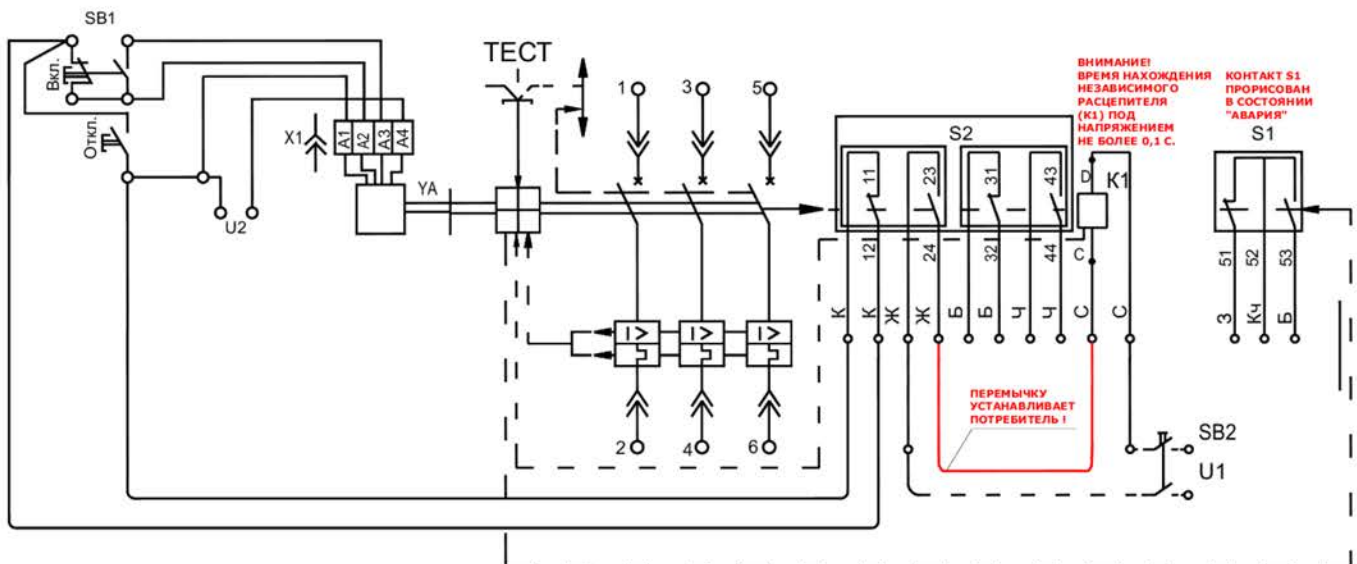 SB1
Вкл.
Откл.
X1
A1
A2
A3
A4
U2
YA
ТЕСТ
1
3
5
I>
I>
I>
2
4
6
S2
11
23
31
43
12
24
32
44
D
K1
C
К
К
Ж
Ж
Б
Б
Ч
Ч
С
С
ВНИМАНИЕ!
ВРЕМЯ НАХОЖДЕНИЯ
НЕЗАВИСИМОГО
РАСЦЕПИТЕЛЯ
(К1) ПОД
НАПРЯЖЕНИЕМ
НЕ БОЛЕЕ 0,1 С.
КОНТАКТ S1
ПРОРИСОВАН
В СОСТОЯНИИ
"АВАРИЯ"
S1
51
52
53
З
Кч
Б
ПЕРЕМЫЧКУ
УСТАНАВЛИВАЕТ
ПОТРЕБИТЕЛЬ !
SB2
U1